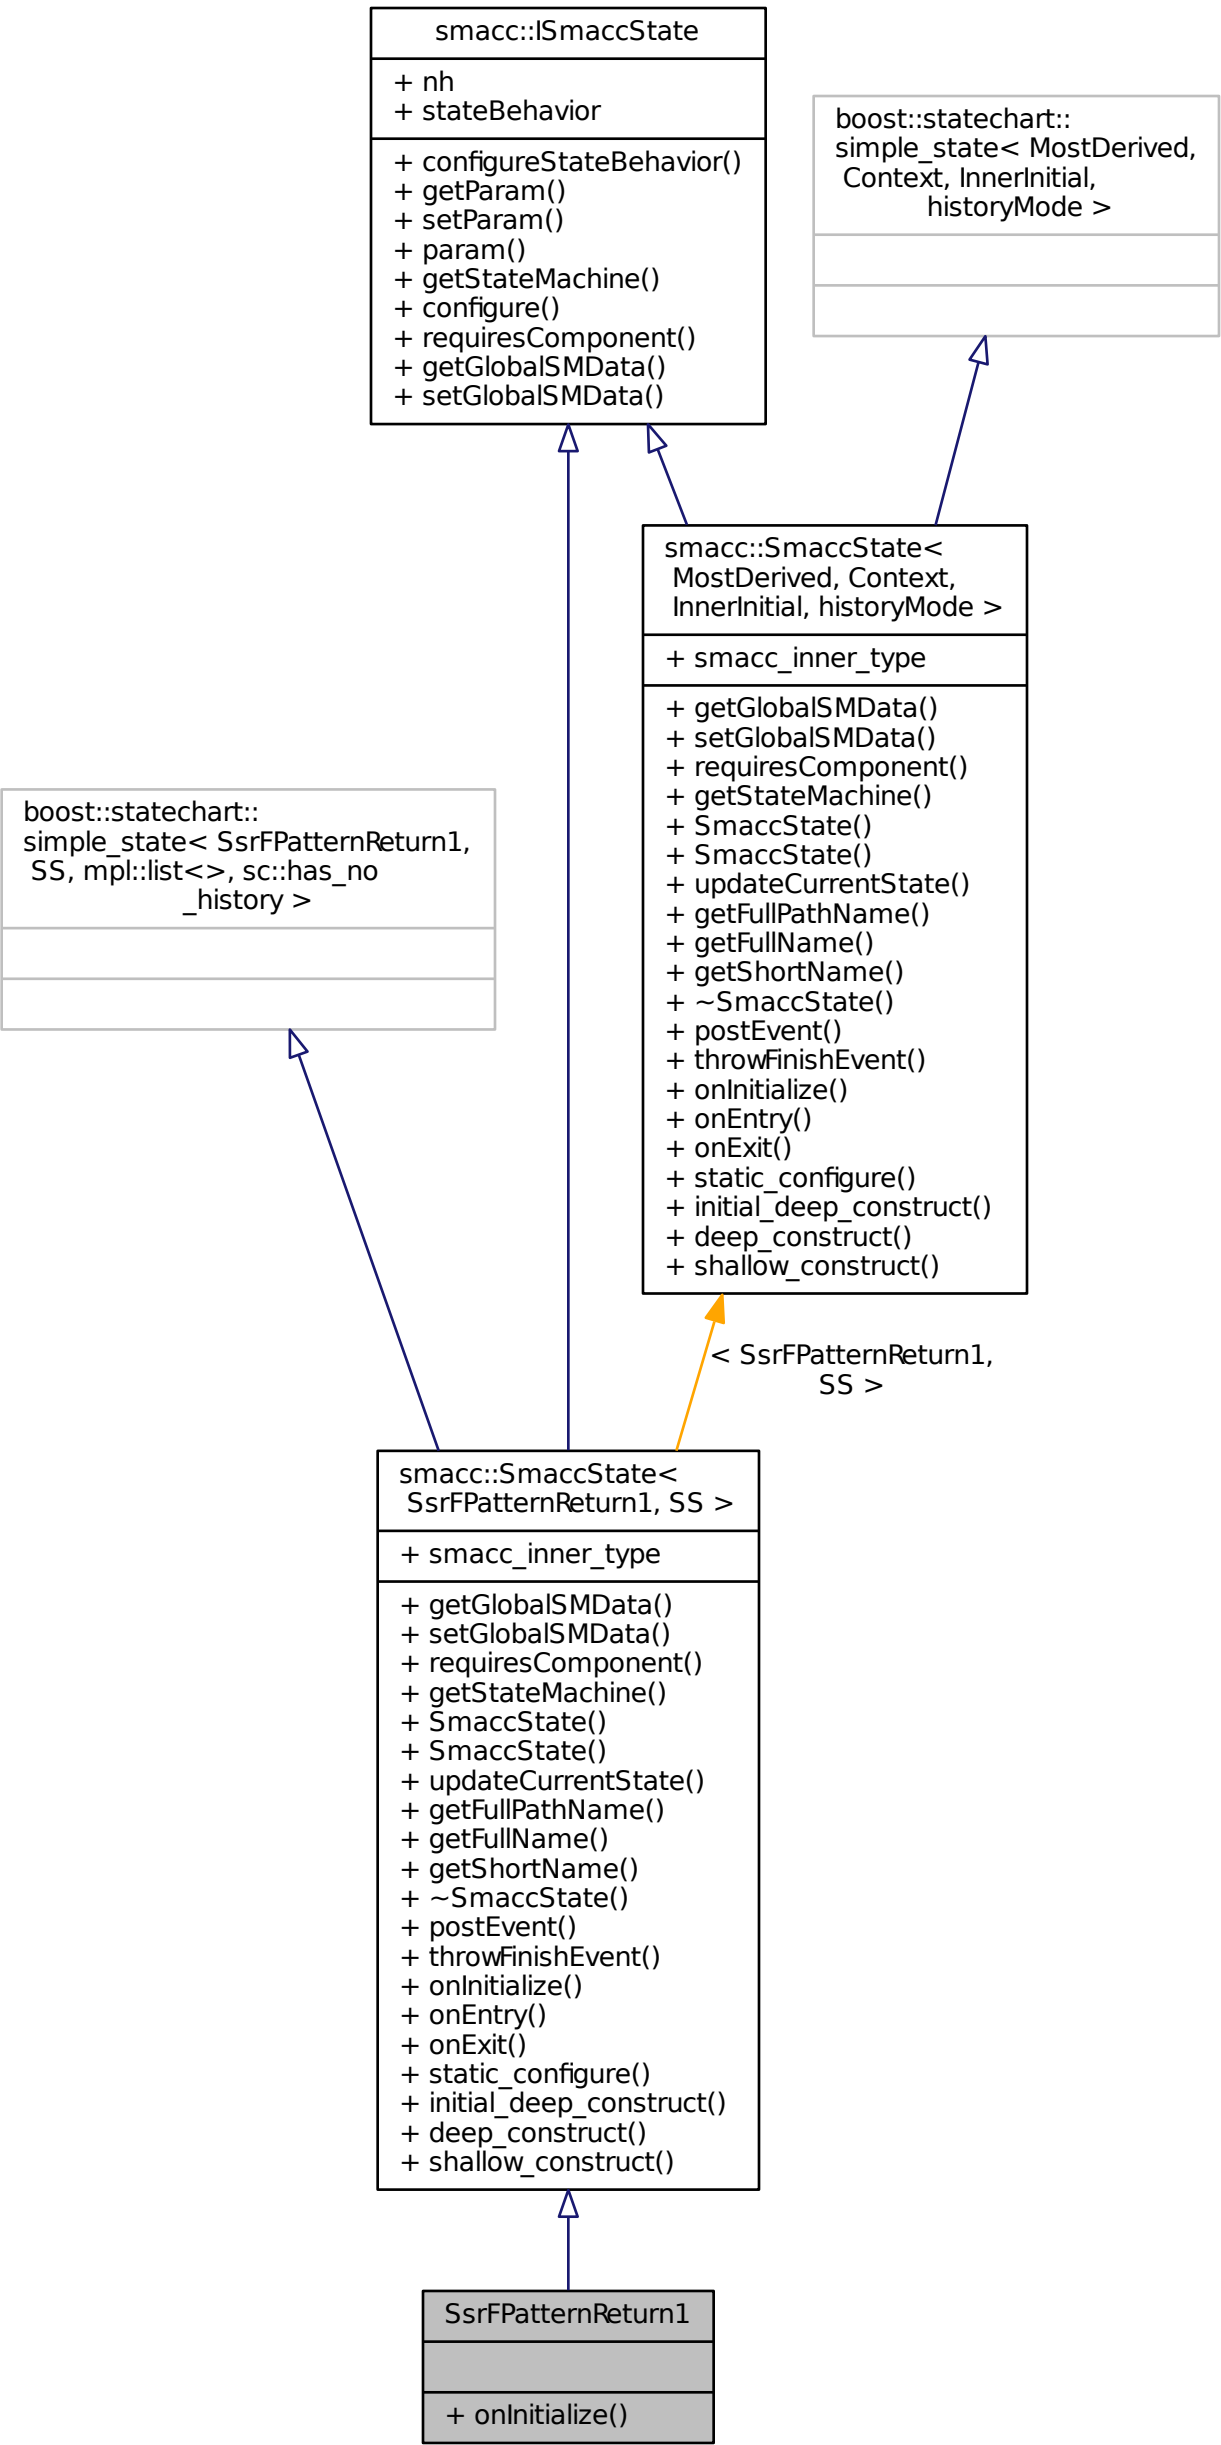 smacc::ISmaccState
+ nh
+ stateBehavior
+ configureStateBehavior()
+ getParam()
+ setParam()
+ param()
+ getStateMachine()
+ configure()
+ requiresComponent()
+ getGlobalSMData()
+ setGlobalSMData()
boost::statechart::
simple_state< MostDerived,
Context, InnerInitial,
historyMode >
smacc::SmaccState<
MostDerived, Context,
InnerInitial, historyMode >
+ smacc_inner_type
+ getGlobalSMData()
+ setGlobalSMData()
+ requiresComponent()
+ getStateMachine()
+ SmaccState()
+ SmaccState()
+ updateCurrentState()
+ getFullPathName()
+ getFullName()
+ getShortName()
+ ~SmaccState()
+ postEvent()
+ throwFinishEvent()
+ onInitialize()
+ onEntry()
+ onExit()
+ static_configure()
+ initial_deep_construct()
+ deep_construct()
+ shallow_construct()
boost::statechart::
simple_state< SsrFPatternReturn1,
SS, mpl::list<>, sc::has_no
_history >
< SsrFPatternReturn1,
SS >
smacc::SmaccState<
SsrFPatternReturn1, SS >
+ smacc_inner_type
+ getGlobalSMData()
+ setGlobalSMData()
+ requiresComponent()
+ getStateMachine()
+ SmaccState()
+ SmaccState()
+ updateCurrentState()
+ getFullPathName()
+ getFullName()
+ getShortName()
+ ~SmaccState()
+ postEvent()
+ throwFinishEvent()
+ onInitialize()
+ onEntry()
+ onExit()
+ static_configure()
+ initial_deep_construct()
+ deep_construct()
+ shallow_construct()
SsrFPatternReturn1
+ onInitialize()